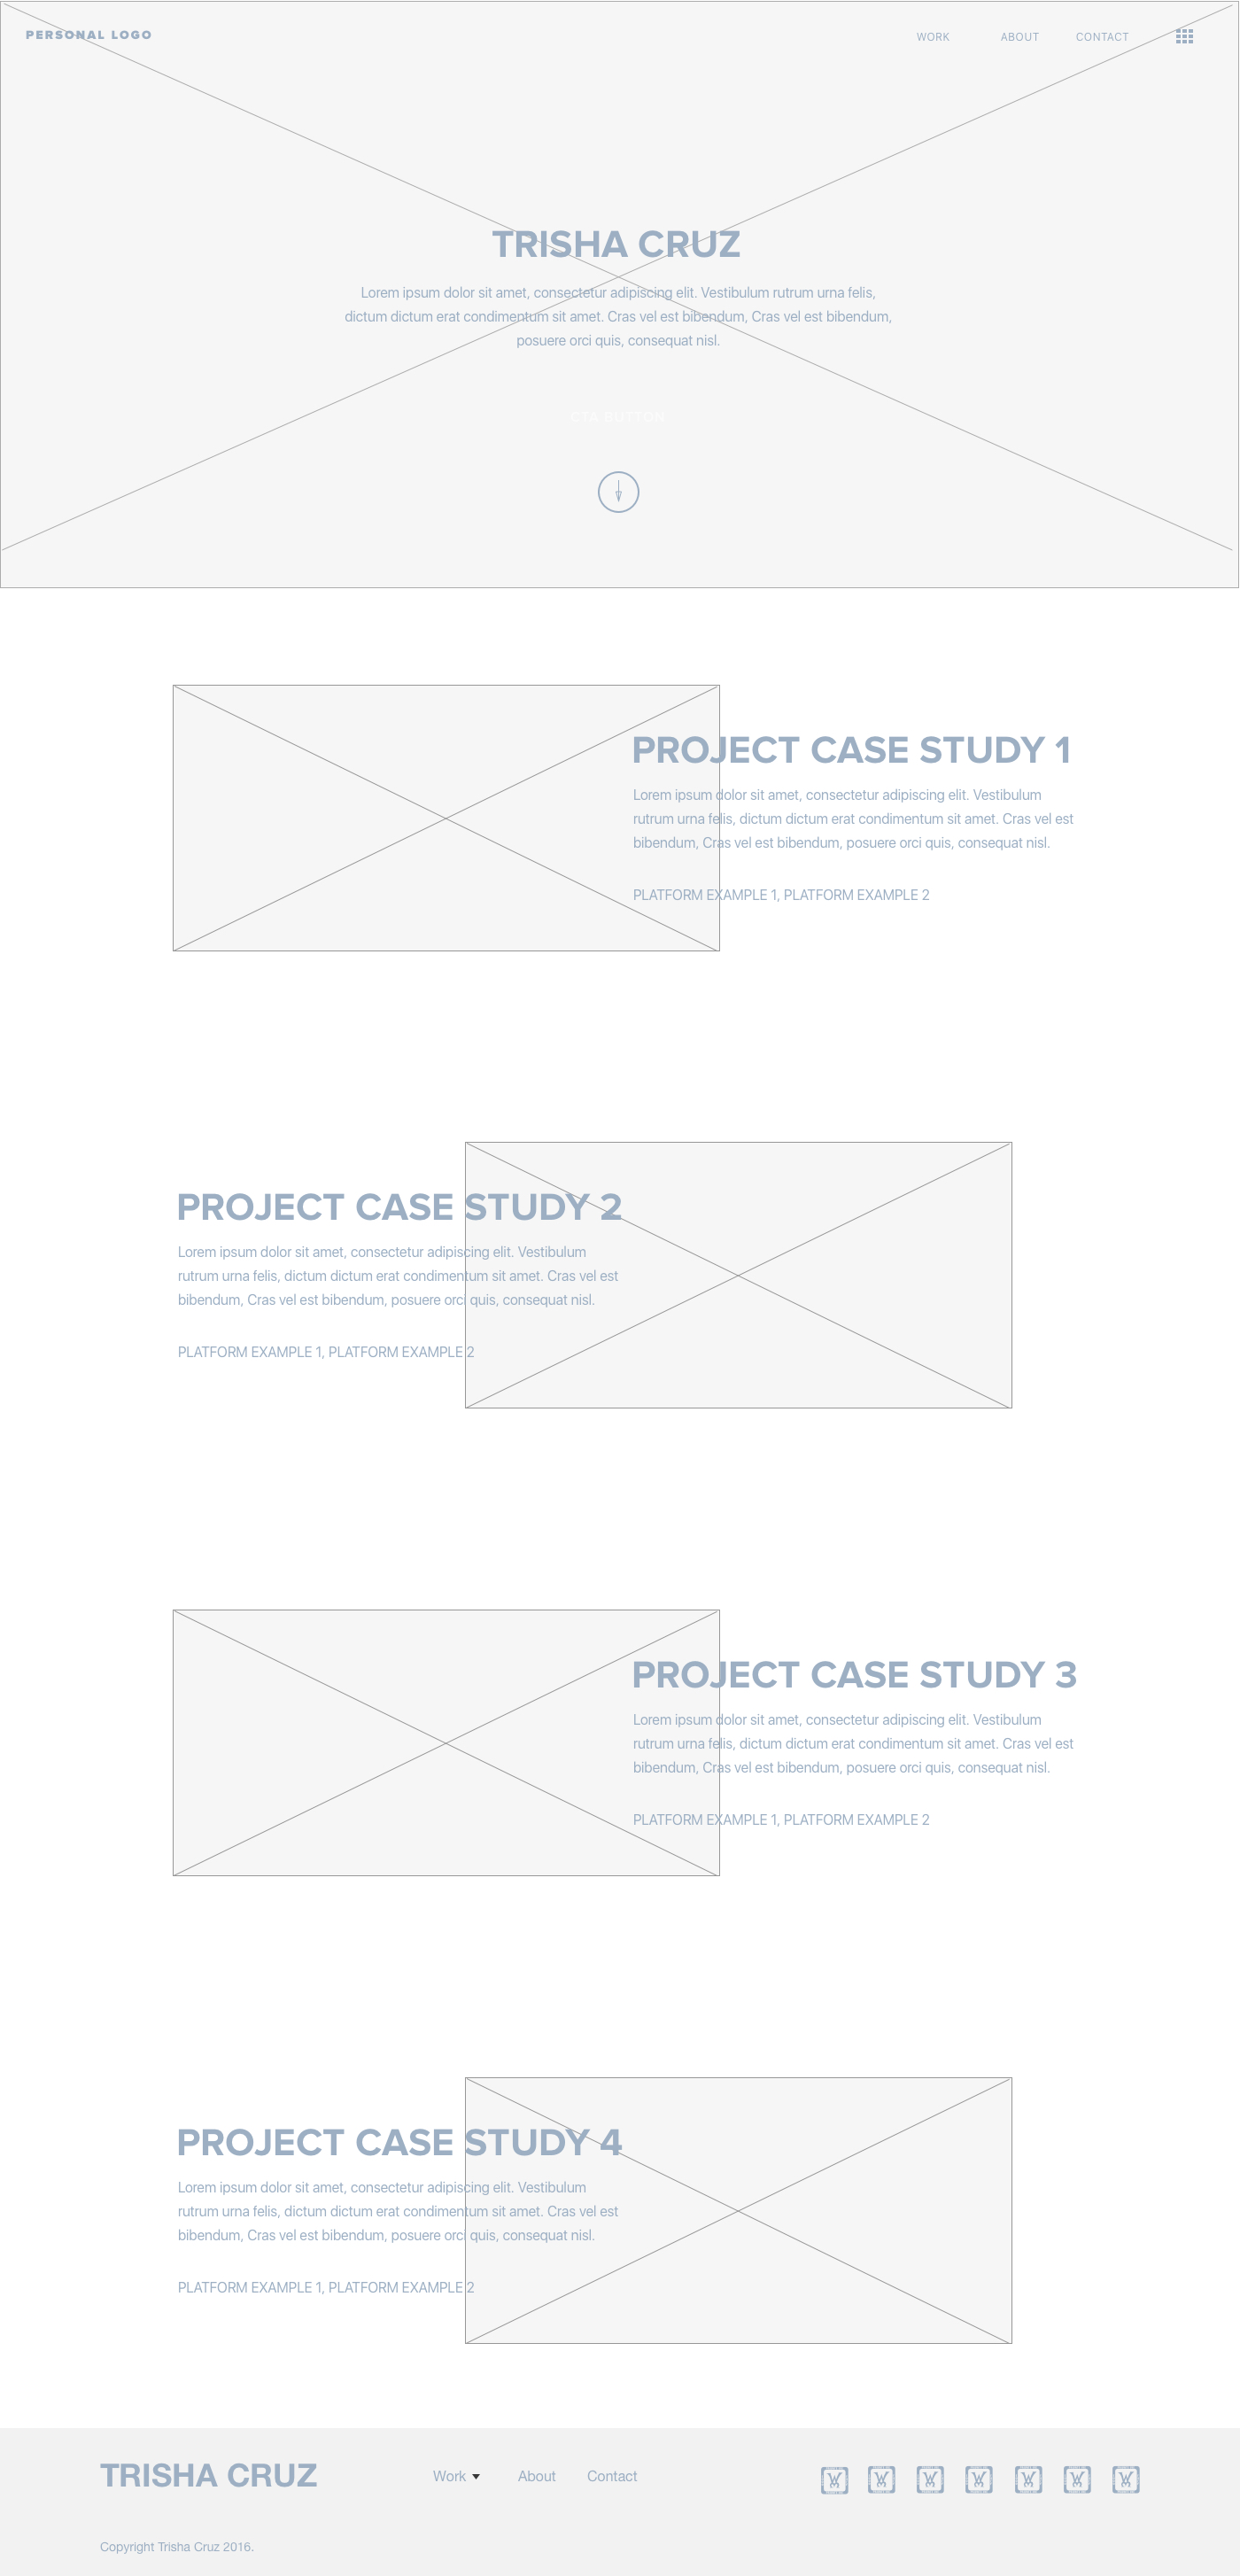 PERSONAL LOGO
WORK ABOUT CONTACT
TRISHA CRUZ
Lorem ipsum dolor sit amet, consectetur adipiscing elit. Vestibulum rutrum urna felis,
dictum dictum erat condimentum sit amet. Cras vel est bibendum, Cras vel est bibendum,
posuere orci quis, consequat nisl.
CTA BUTTON
PROJECT CASE STUDY 1
Lorem ipsum dolor sit amet, consectetur adipiscing elit. Vestibulum
rutrum urna felis, dictum dictum erat condimentum sit amet. Cras vel est
bibendum, Cras vel est bibendum, posuere orci quis, consequat nisl.
PLATFORM EXAMPLE 1, PLATFORM EXAMPLE 2
PROJECT CASE STUDY 2
Lorem ipsum dolor sit amet, consectetur adipiscing elit. Vestibulum
rutrum urna felis, dictum dictum erat condimentum sit amet. Cras vel est
bibendum, Cras vel est bibendum, posuere orci quis, consequat nisl.
PLATFORM EXAMPLE 1, PLATFORM EXAMPLE 2
PROJECT CASE STUDY 3
Lorem ipsum dolor sit amet, consectetur adipiscing elit. Vestibulum
rutrum urna felis, dictum dictum erat condimentum sit amet. Cras vel est
bibendum, Cras vel est bibendum, posuere orci quis, consequat nisl.
PLATFORM EXAMPLE 1, PLATFORM EXAMPLE 2
PROJECT CASE STUDY 4
Lorem ipsum dolor sit amet, consectetur adipiscing elit. Vestibulum
rutrum urna felis, dictum dictum erat condimentum sit amet. Cras vel est
bibendum, Cras vel est bibendum, posuere orci quis, consequat nisl.
PLATFORM EXAMPLE 1, PLATFORM EXAMPLE 2
TRISHA CRUZ
Work About Contact
Copyright Trisha Cruz 2016.